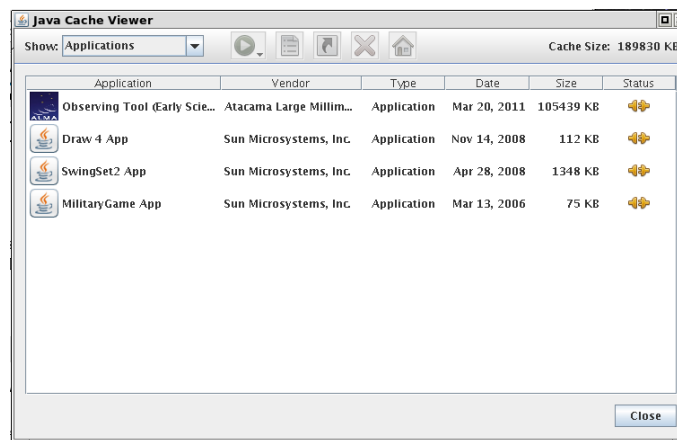 Java Cache Viewer
Show: Applications Cache Size: 189830 KB
Application Vendor Type Date Size Status
ALMA Observing Tool (Early Scie... Atacama Large Millim... Application Mar 20, 2011 105439 KB
Draw 4 App Sun Microsystems, Inc. Application Nov 14, 2008 112 KB
SwingSet2 App Sun Microsystems, Inc. Application Apr 28, 2008 1348 KB
MilitaryGame App Sun Microsystems, Inc. Application Mar 13, 2006 75 KB
Close